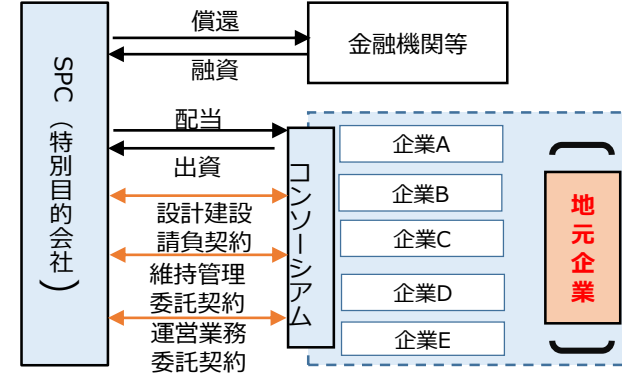 SPC（特別目的会社）
償還
融資
金融機関等
配当
出資
設計建設
請負契約
維持管理
委託契約
運営業務
委託契約
コンソーシアム
企業A
企業B
企業C
企業D
企業E
（地元企業）